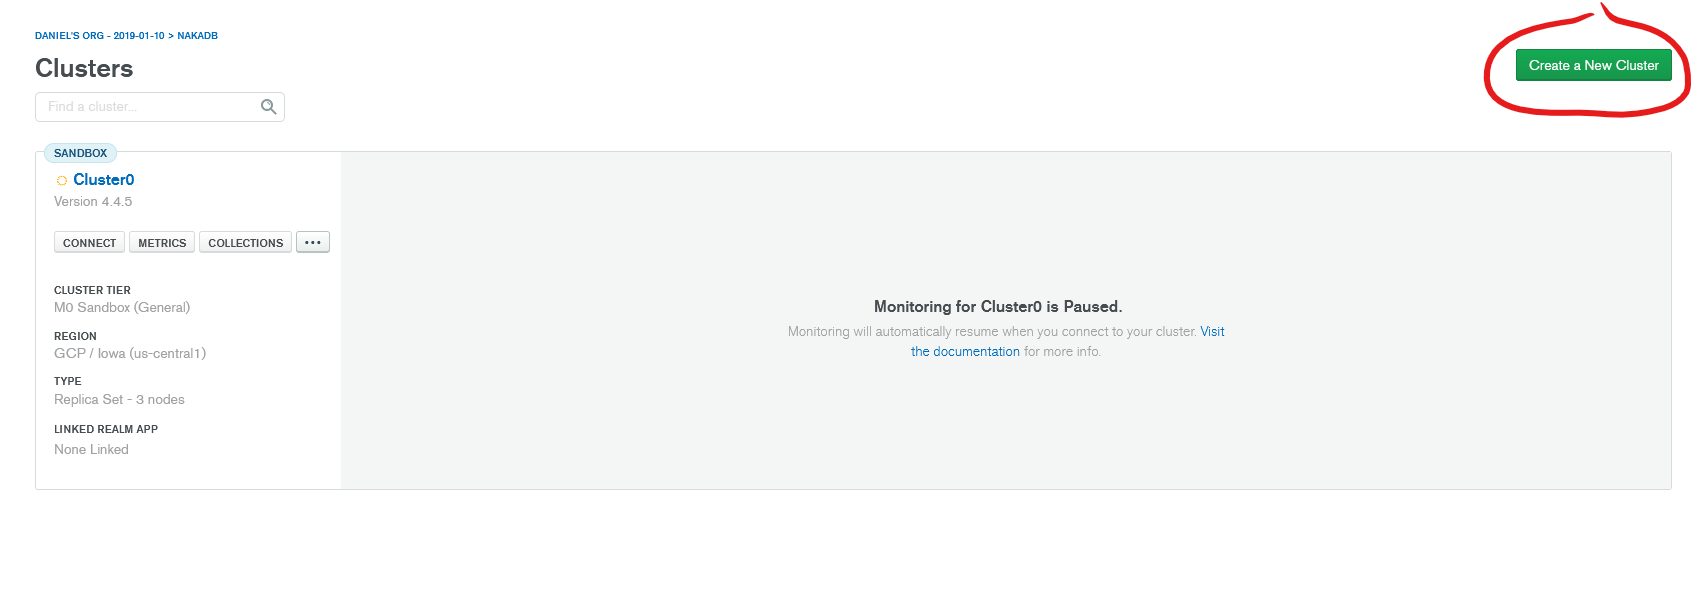 DANIEL'S ORG - 2019-01-10 > NAKADB
Clusters
Create a New Cluster
Find a cluster...
SANDBOX
Cluster0
Version 4.4.5
CONNECT METRICS COLLECTIONS ...
CLUSTER TIER
M0 Sandbox (General)
REGION
GCP / Iowa (us-central1)
TYPE
Replica Set - 3 nodes
LINKED REALM APP
None Linked
Monitoring for Cluster0 is Paused.
Monitoring will automatically resume when you connect to your cluster. Visit
the documentation for more info.